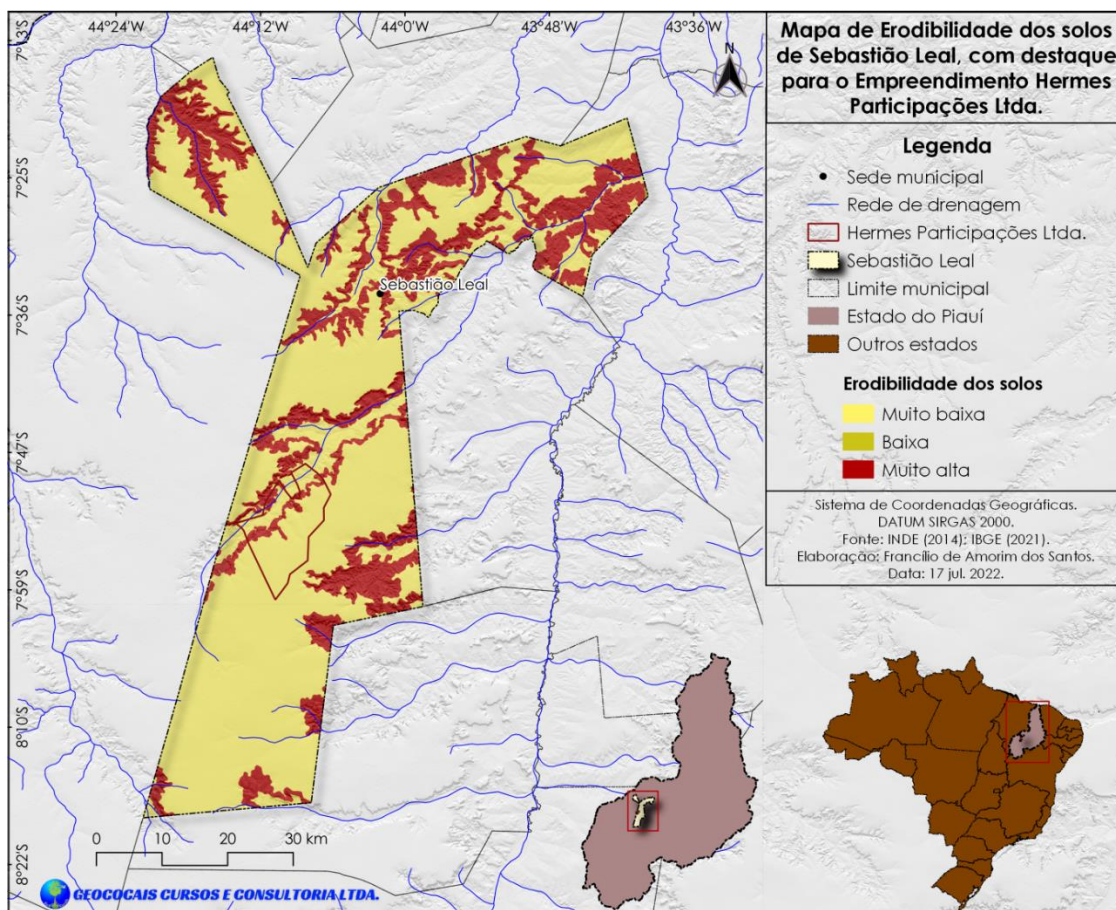 44°24'W
44°12'W
44°0'W
43°48'W
43°36'W
7°13'S
7°25'S
7°36'S
7°47'S
7°59'S
8°10'S
8°22'S
N
Sebastião Leal
0 10 20 30 km
GEOCOCAIS CURSOS E CONSULTORIA LTDA.
Mapa de Erodibilidade dos solos
de Sebastião Leal, com destaque
para o Empreendimento Hermes
Participações Ltda.
Legenda
Sede municipal
Rede de drenagem
Hermes Participações Ltda.
Sebastião Leal
Limite municipal
Estado do Piauí
Outros estados
Erodibilidade dos solos
Muito baixa
Baixa
Muito alta
Sistema de Coordenadas Geográficas.
DATUM SIRGAS 2000.
Fonte: INDE (2014); IBGE (2021).
Elaboração: Francílio de Amorim dos Santos.
Data: 17 jul. 2022.